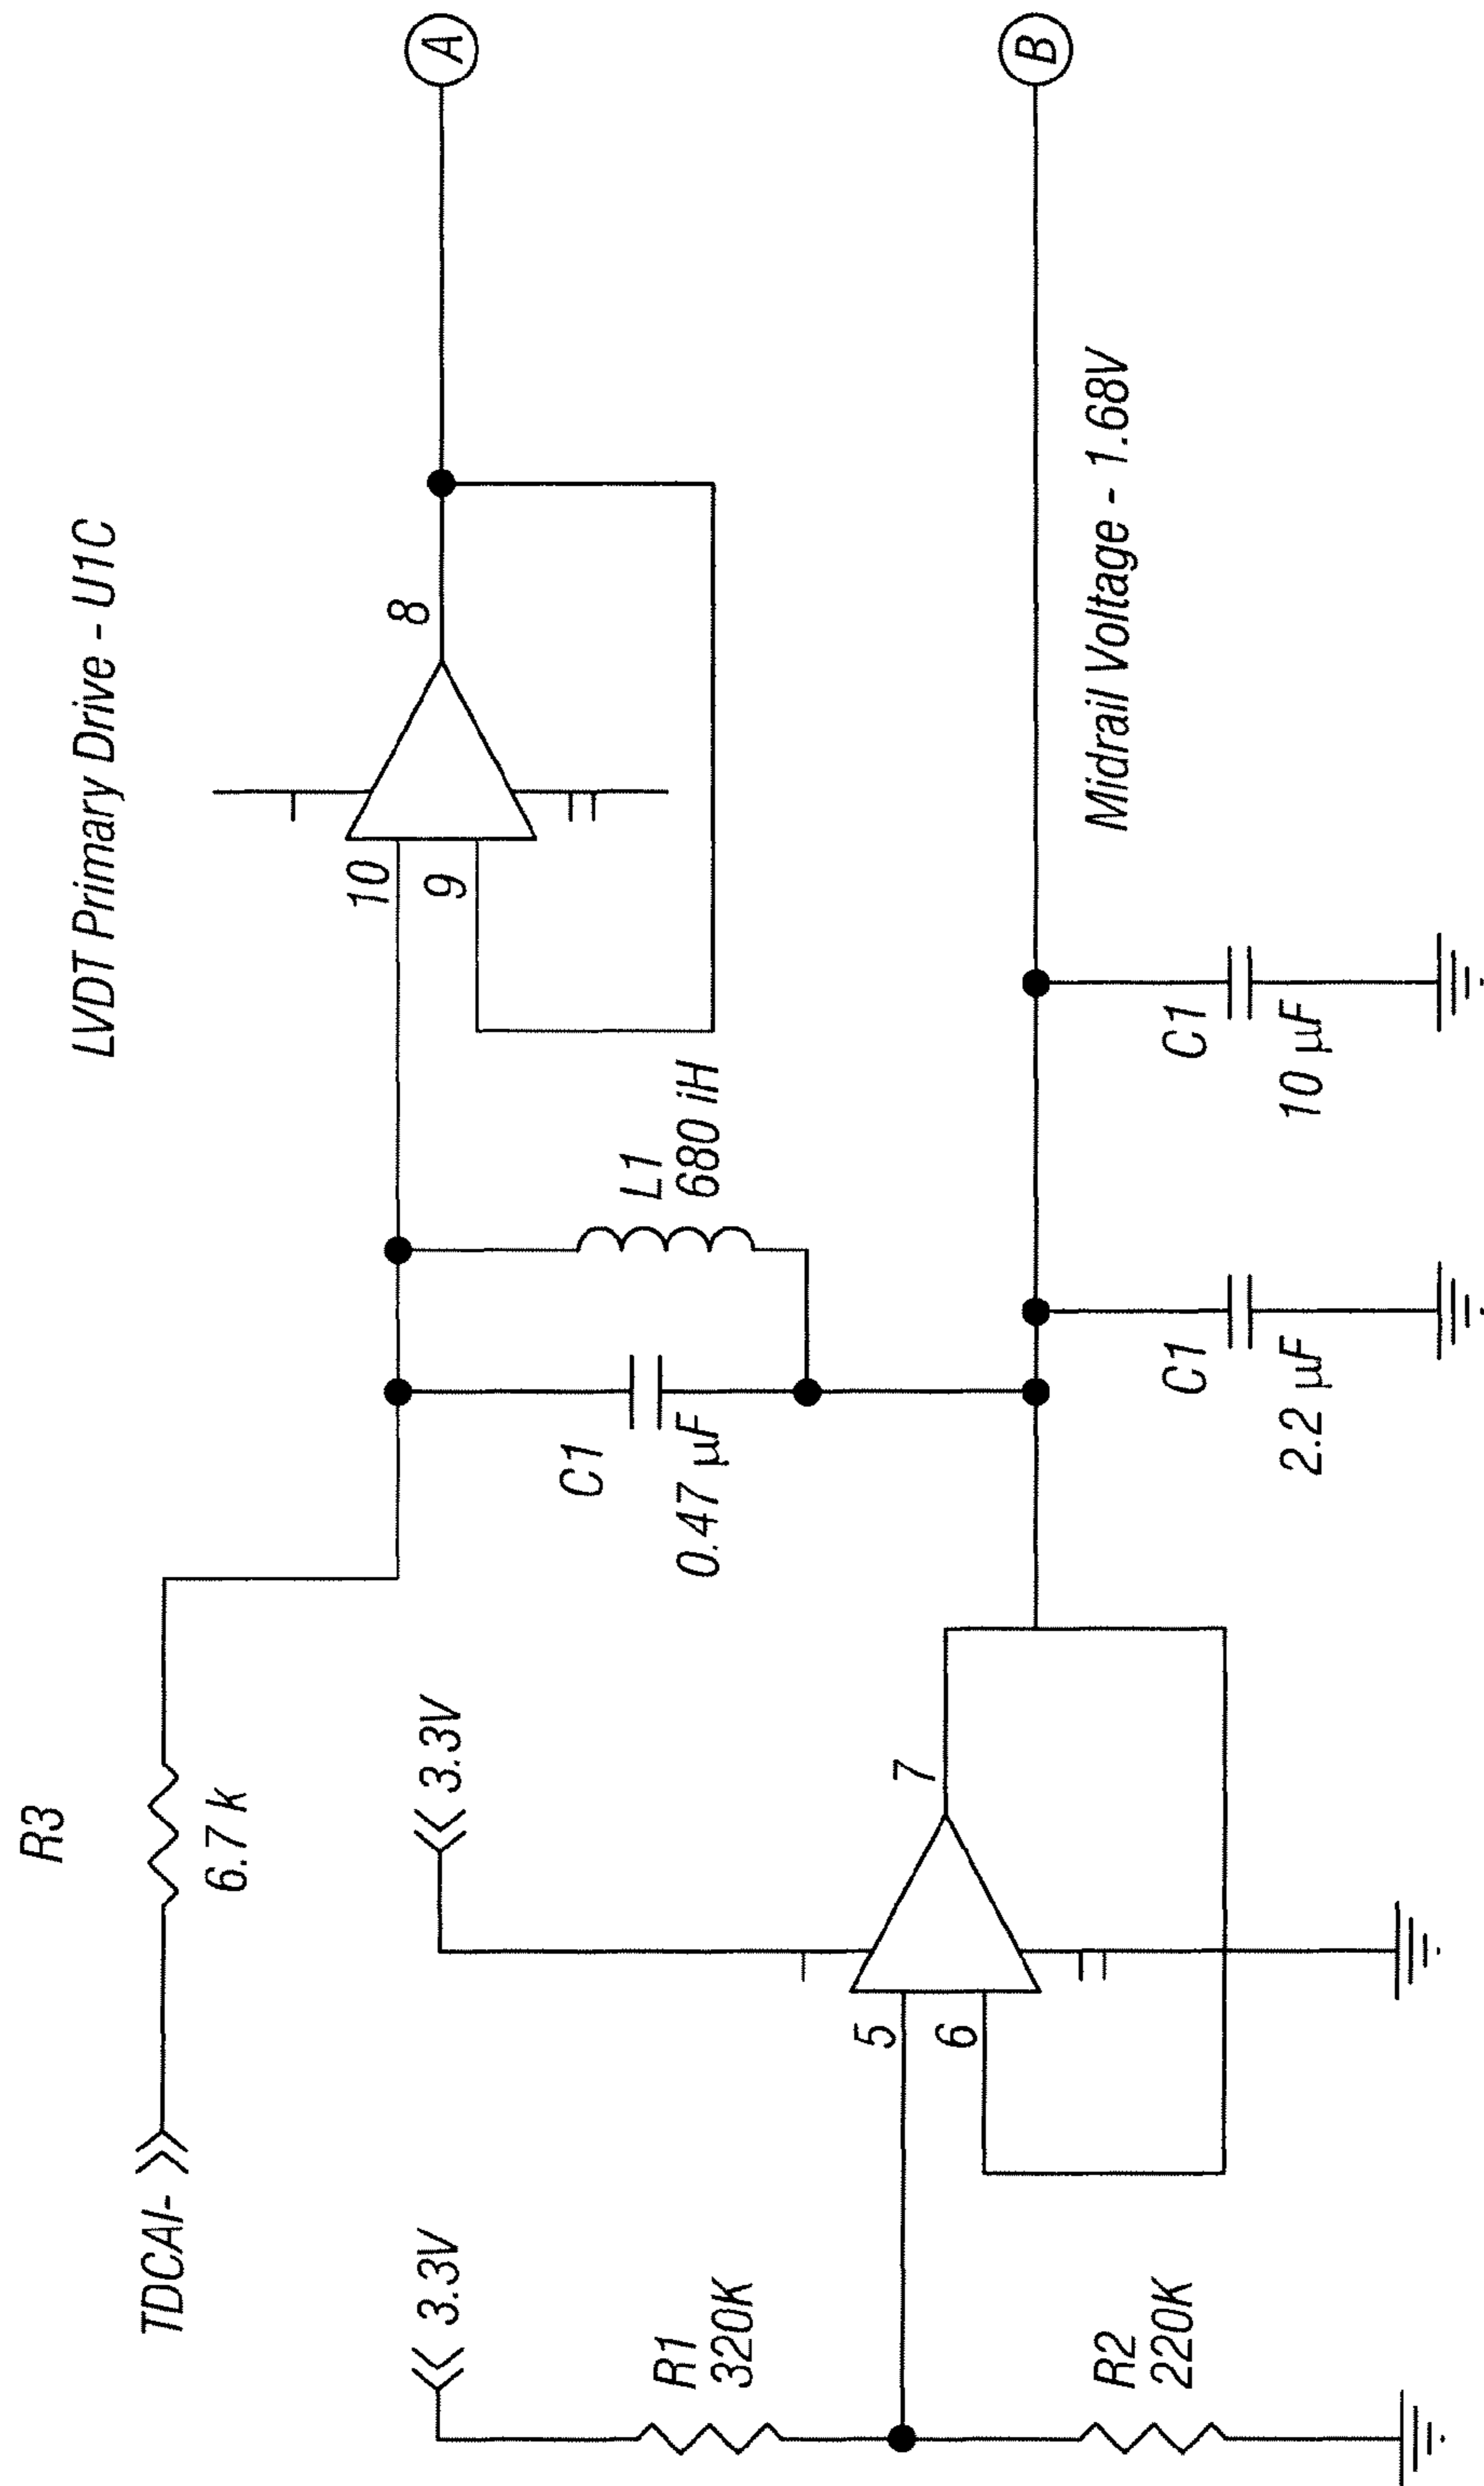 LVDT Primary Drive - U1C
R3
6.7 k
TDCAI-
3.3V
3.3V
R1
320K
R2
220K
5
6
7
C1
0.47 µF
L1
680 iH
10
9
8
A
C1
2.2 µF
C1
10 µF
Midrail Voltage - 1.68V
B